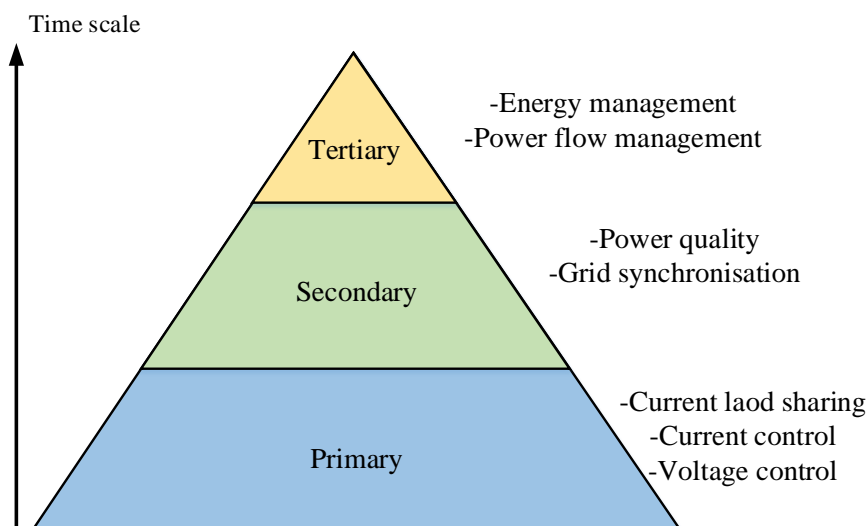 Time scale
-Energy management
-Power flow management
Tertiary
-Power quality
-Grid synchronisation
Secondary
-Current laod sharing
-Current control
-Voltage control
Primary